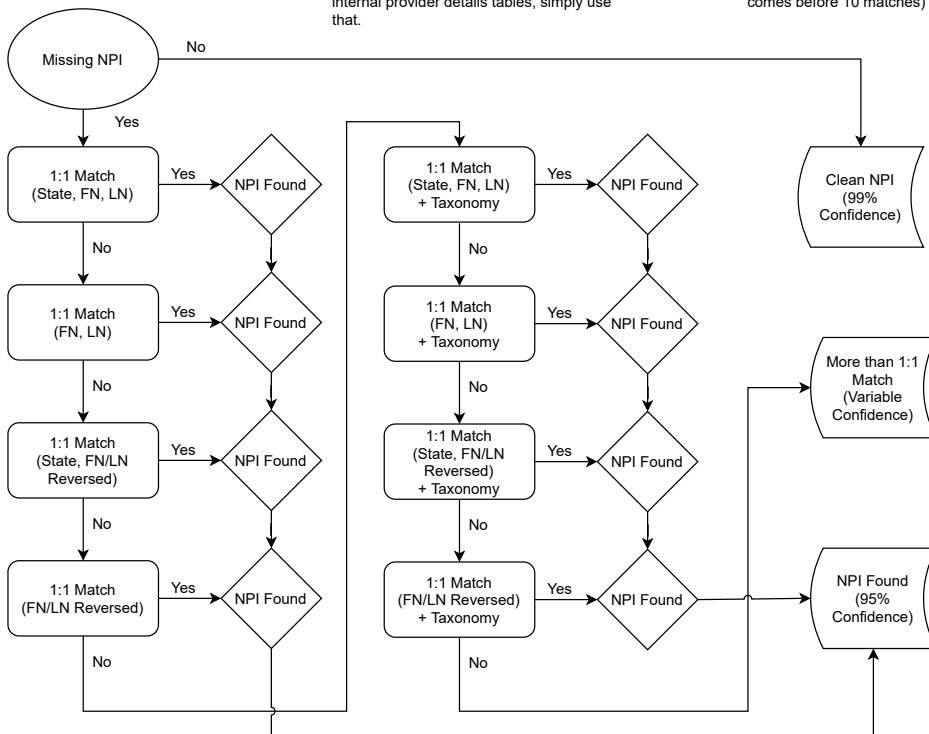 internal provider details tables, simply use
that.
comes before 10 matches)
Missing NPI
No
Yes
1:1 Match
(State, FN, LN)
Yes
NPI Found
No
1:1 Match
(FN, LN)
Yes
NPI Found
No
1:1 Match
(State, FN/LN
Reversed)
Yes
NPI Found
No
1:1 Match
(FN/LN Reversed)
Yes
NPI Found
No
1:1 Match
(State, FN, LN)
+ Taxonomy
Yes
NPI Found
No
1:1 Match
(FN, LN)
+ Taxonomy
Yes
NPI Found
No
1:1 Match
(State, FN/LN
Reversed)
+ Taxonomy
Yes
NPI Found
No
1:1 Match
(FN/LN Reversed)
+ Taxonomy
Yes
NPI Found
No
Clean NPI
(99%
Confidence)
More than 1:1
Match
(Variable
Confidence)
NPI Found
(95%
Confidence)